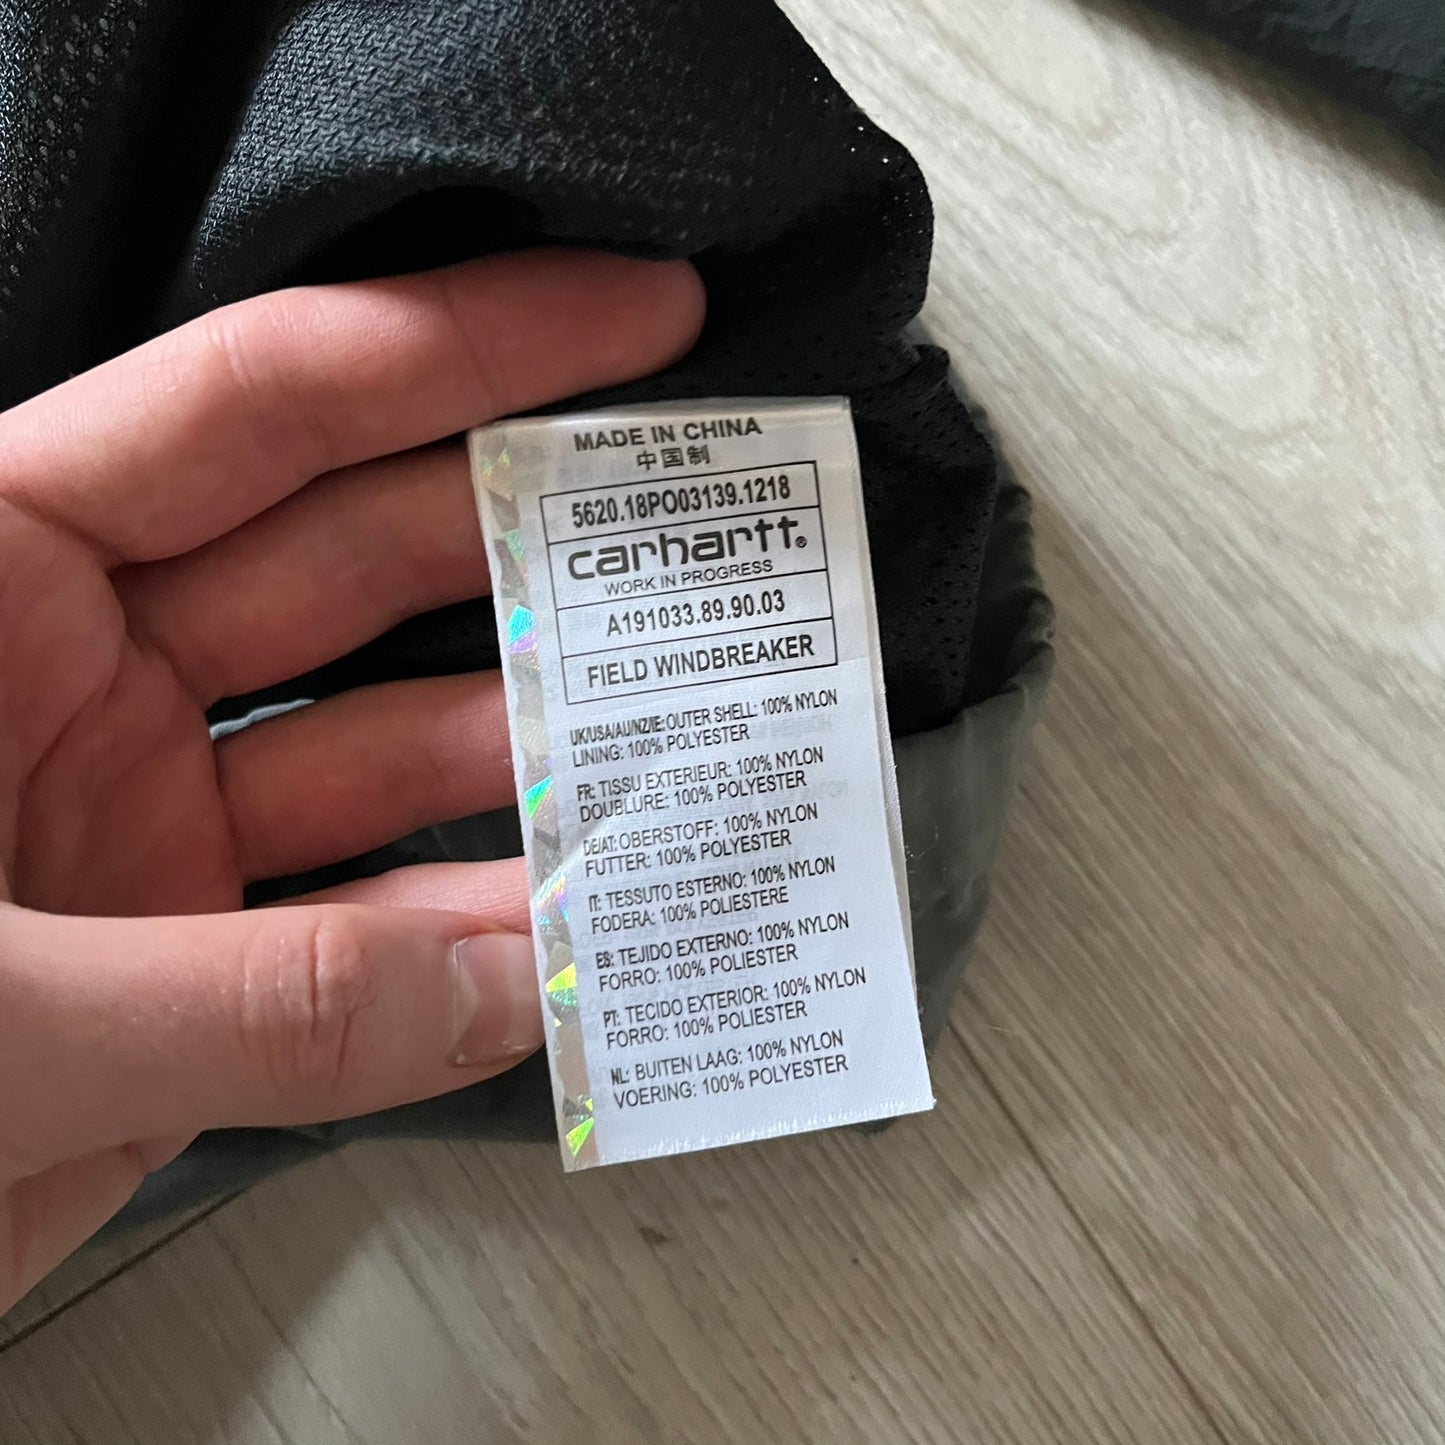 MADE IN CHINA
中国制
5620.18PO03139.1218
carhartt®
WORK IN PROGRESS
A191033.89.90.03
FIELD WINDBREAKER
UK/USA/AU/NZ/IE: OUTER SHELL: 100% NYLON
LINING: 100% POLYESTER
FR: TISSU EXTERIEUR: 100% NYLON
DOUBLURE: 100% POLYESTER
DE/AT: OBERSTOFF: 100% NYLON
FUTTER: 100% POLYESTER
IT: TESSUTO ESTERNO: 100% NYLON
FODERA: 100% POLIESTERE
ES: TEJIDO EXTERNO: 100% NYLON
FORRO: 100% POLIESTER
PT: TECIDO EXTERIOR: 100% NYLON
FORRO: 100% POLIESTER
NL: BUITEN LAAG: 100% NYLON
VOERING: 100% POLYESTER